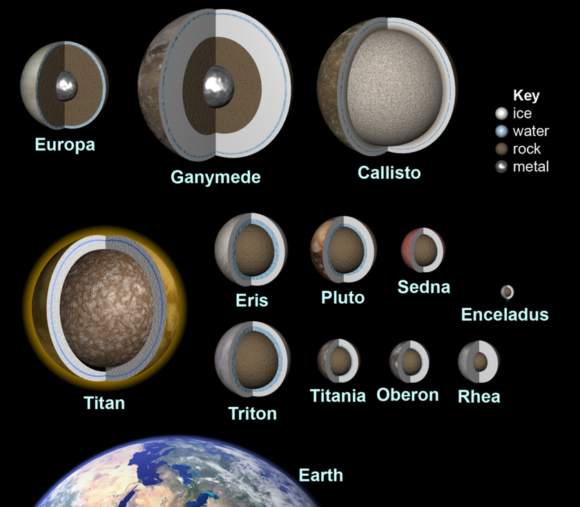 Europa
Ganymede
Callisto
Key
ice
water
rock
metal
Titan
Eris
Pluto
Sedna
Enceladus
Triton
Titania
Oberon
Rhea
Earth